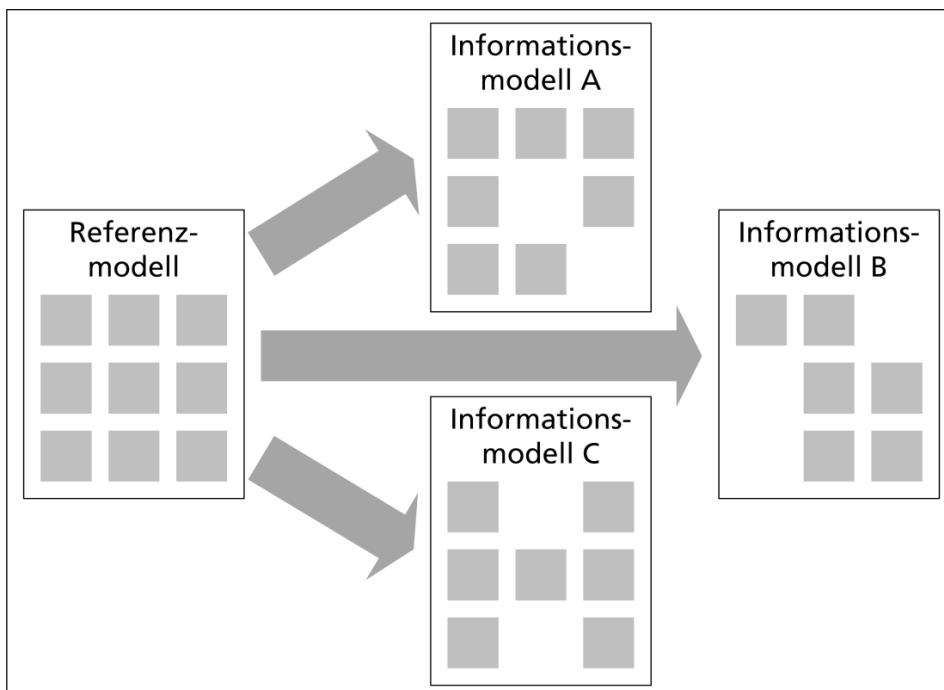 Referenz-
modell
Informations-
modell A
Informations-
modell B
Informations-
modell C